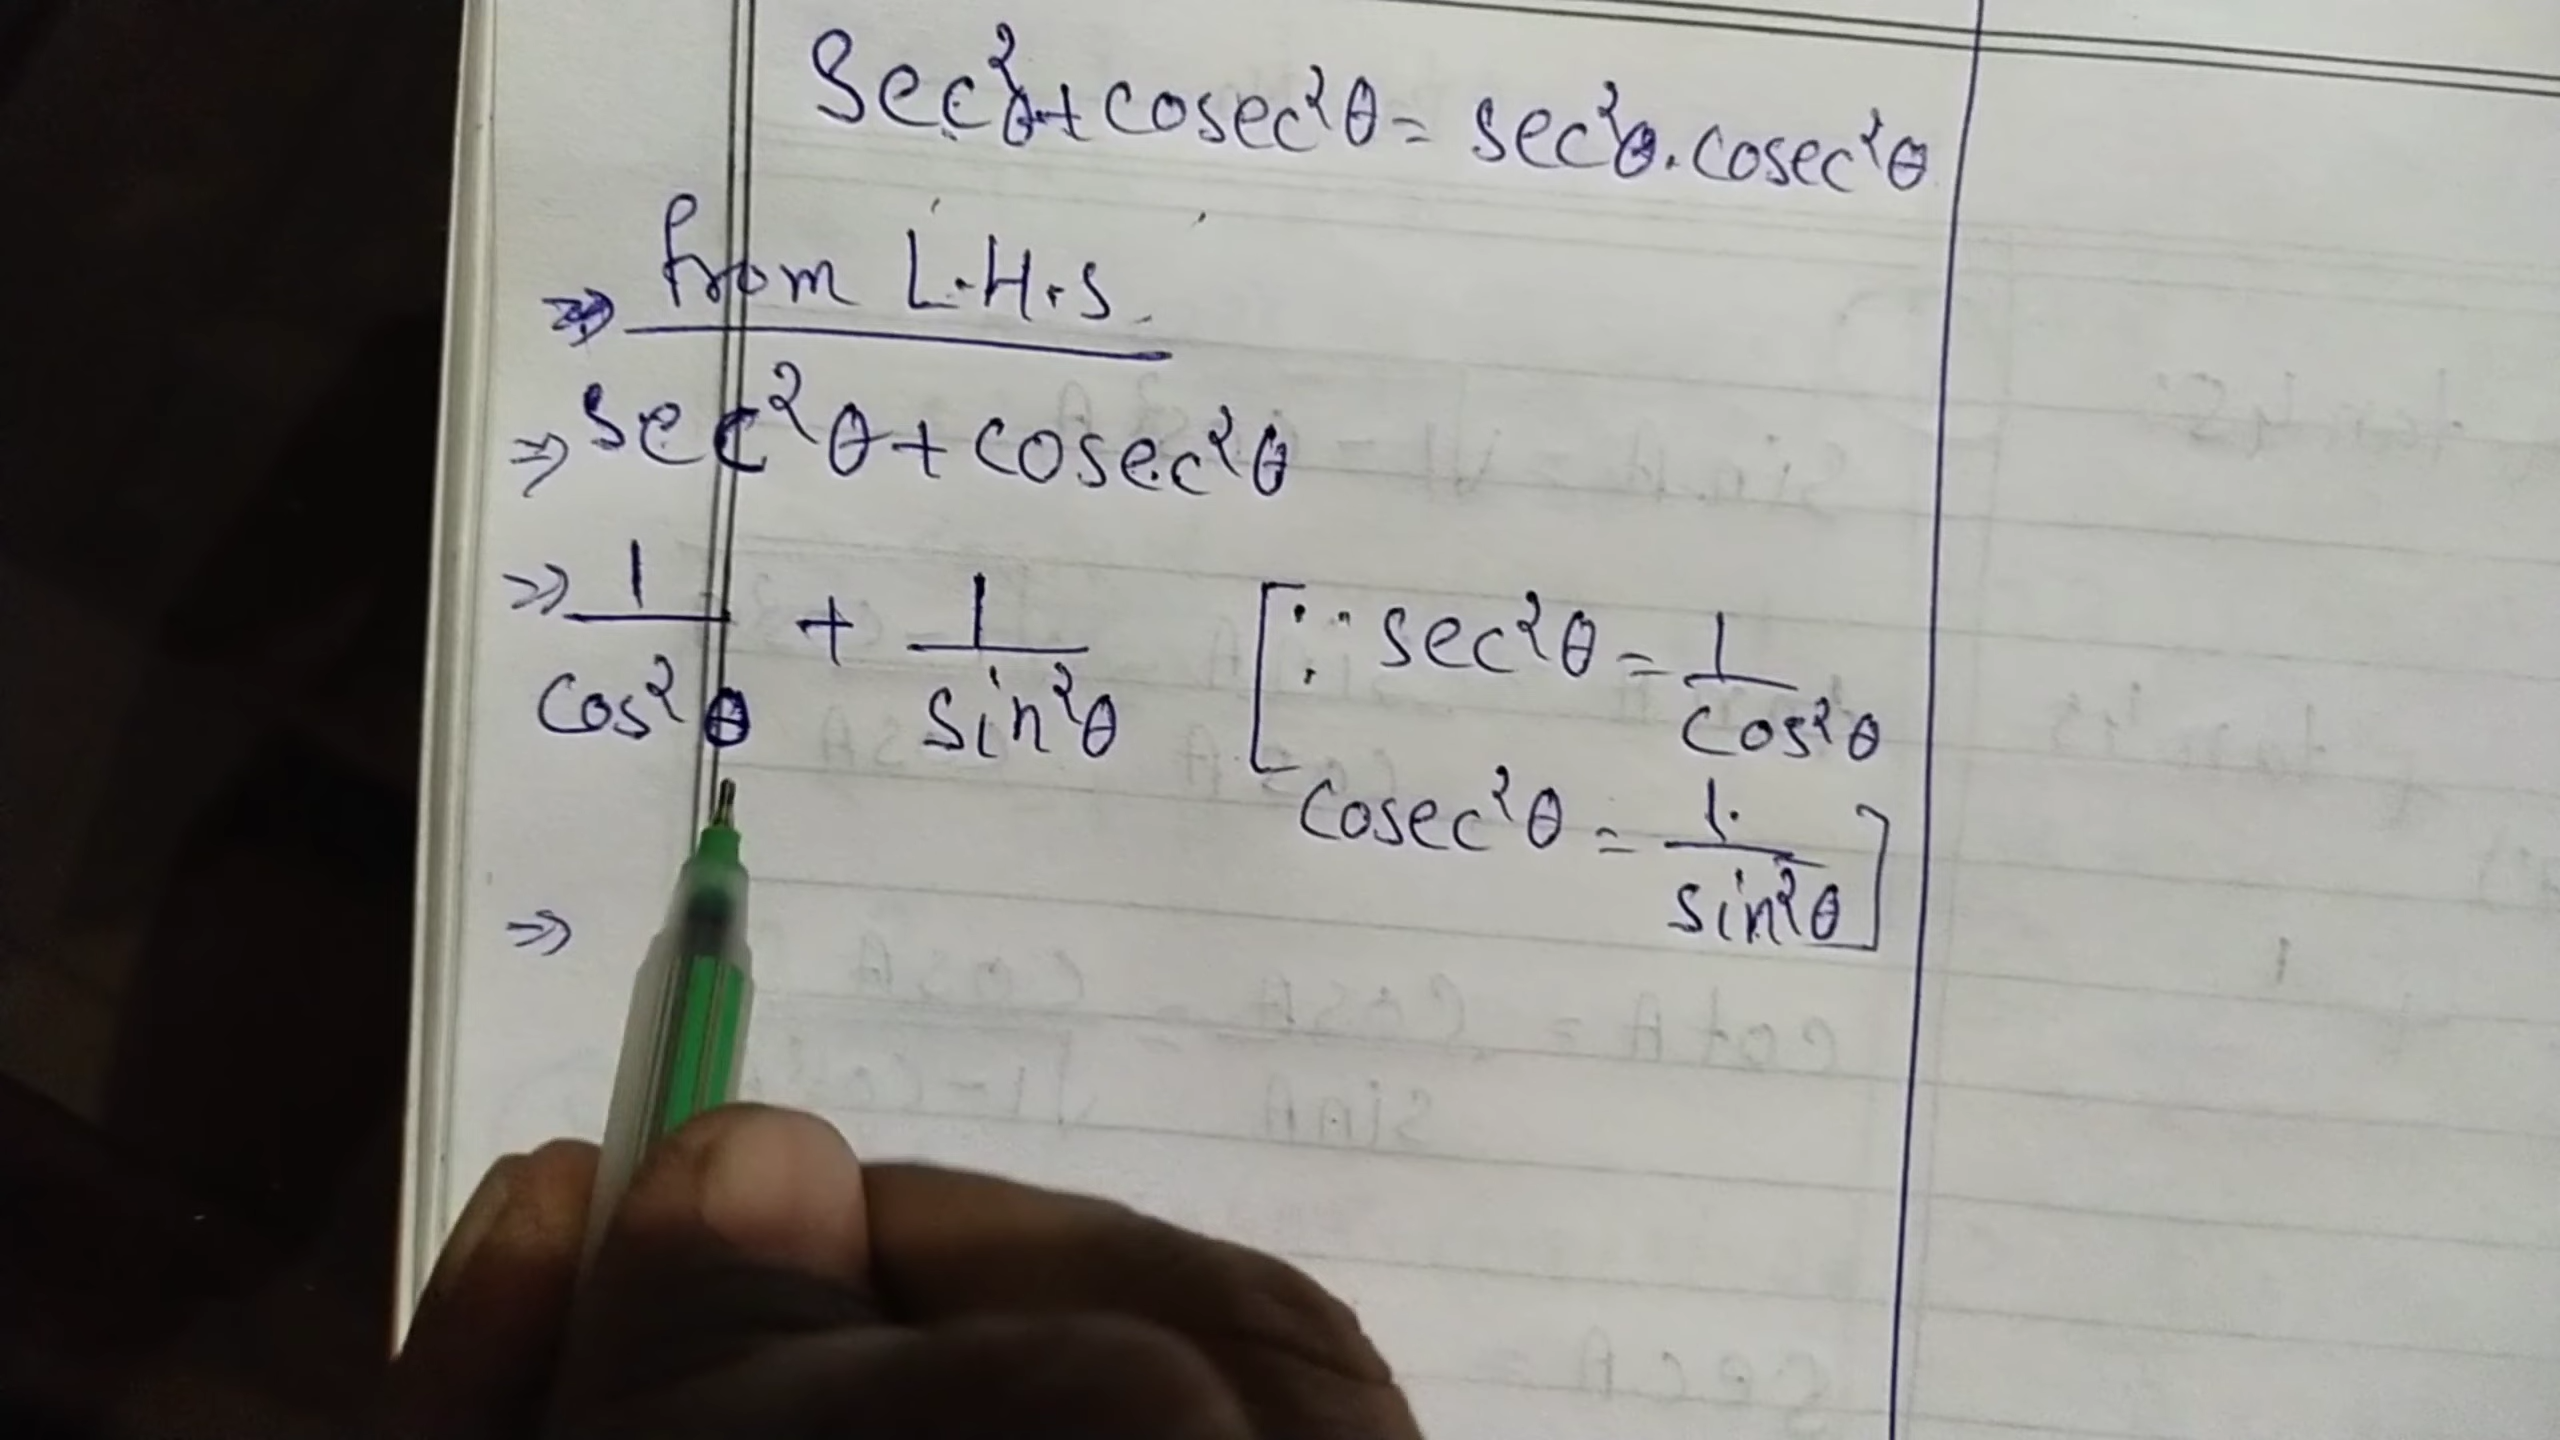 Sec²θ+cosec²θ = sec²θ.cosec²θ
⇒ from L.H.S.
⇒ sec²θ+cosec²θ
⇒ 1/cos²θ + 1/sin²θ [∵ sec²θ = 1/cos²θ
cosec²θ = 1/sin²θ]
⇒